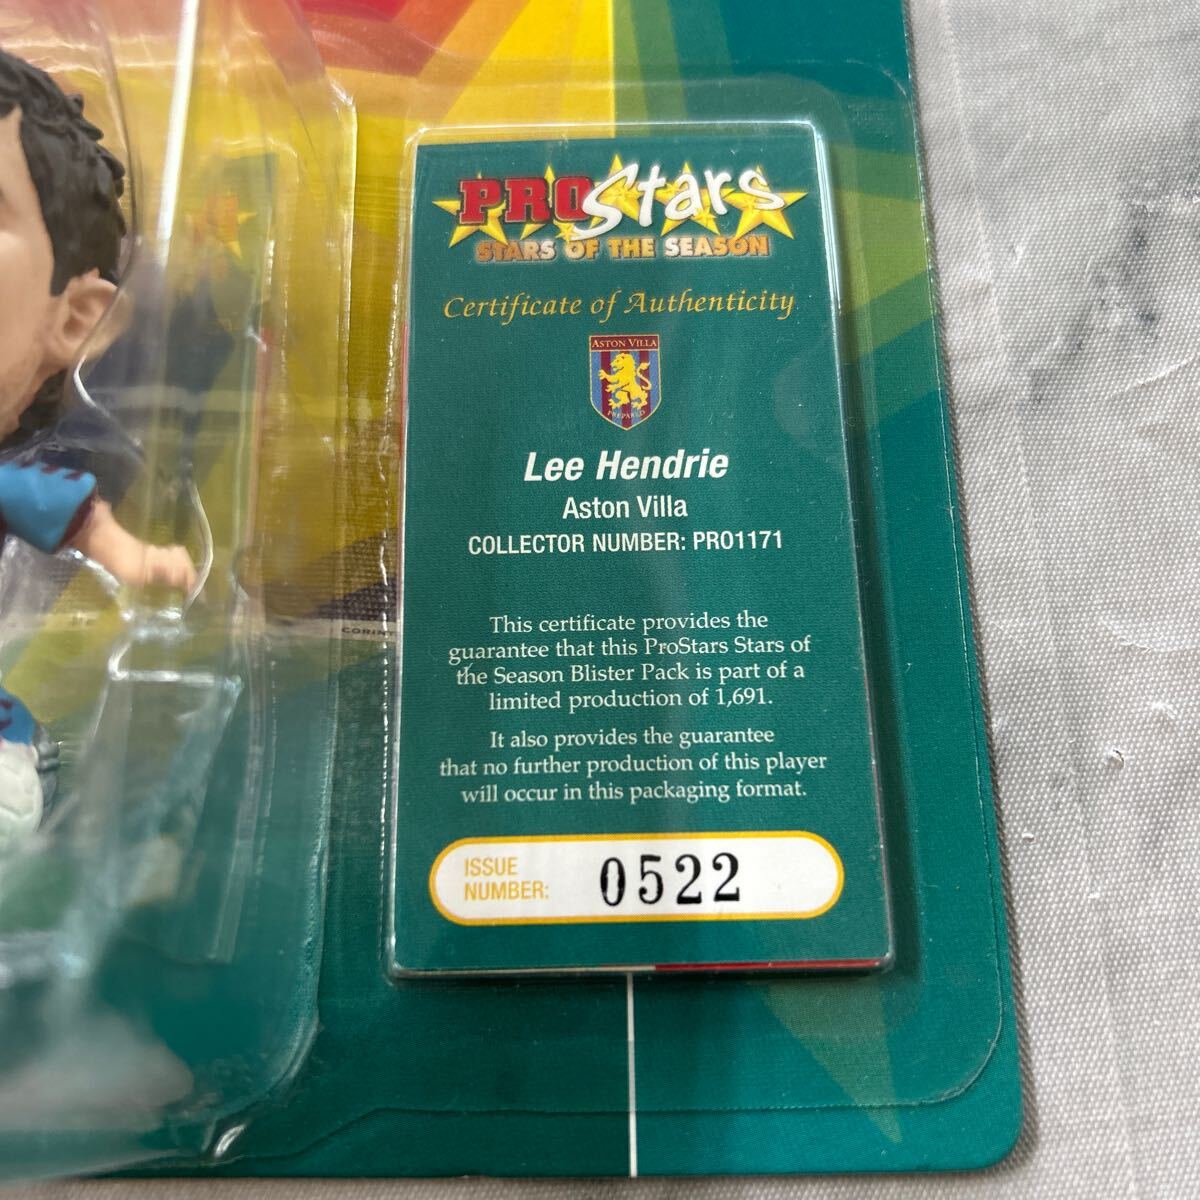 PROStars
STARS OF THE SEASON
Certificate of Authenticity
ASTON VILLA
PREPARED
Lee Hendrie
Aston Villa
COLLECTOR NUMBER: PRO1171
This certificate provides the
guarantee that this ProStars Stars of
the Season Blister Pack is part of a
limited production of 1,691.
It also provides the guarantee
that no further production of this player
will occur in this packaging format.
ISSUE
NUMBER:
0522